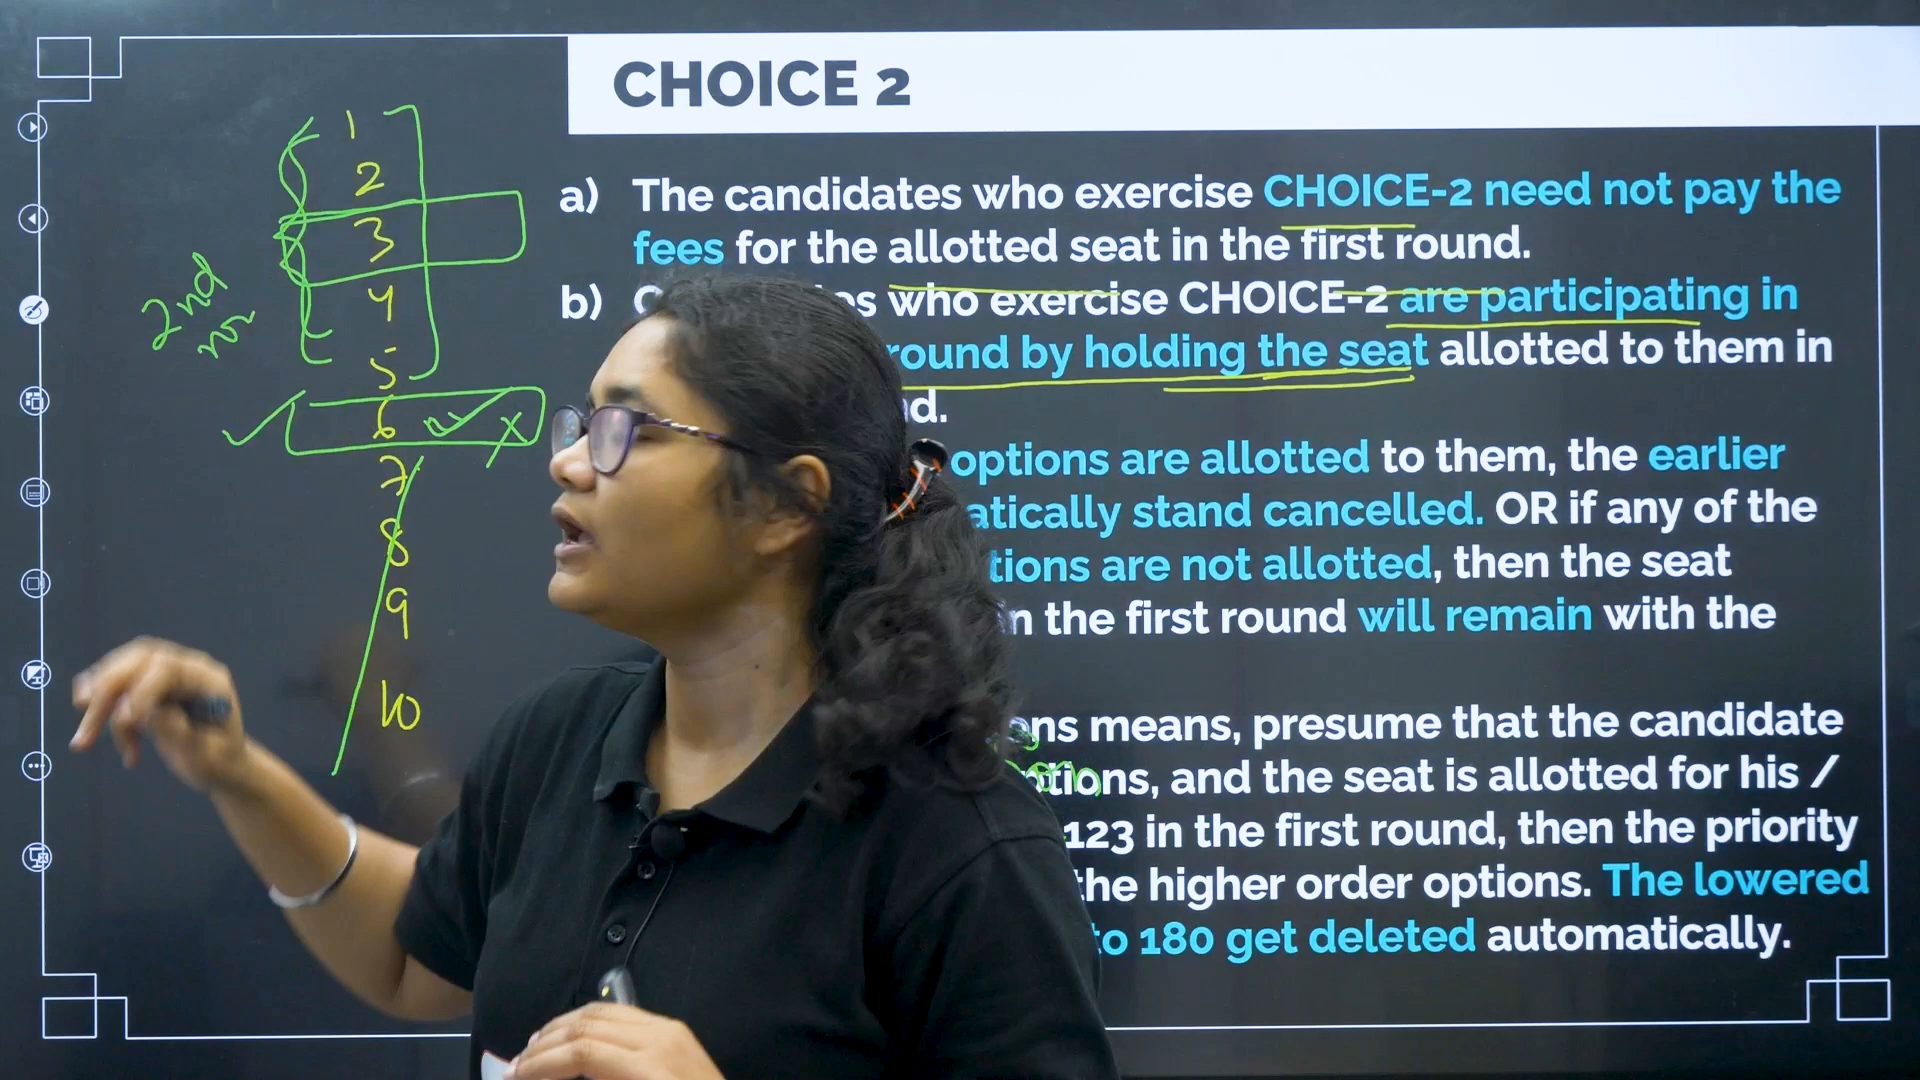 CHOICE 2
a) The candidates who exercise CHOICE-2 need not pay the
fees for the allotted seat in the first round.
b) who exercise CHOICE-2 are participating in
round by holding the seat allotted to them in
options are allotted to them, the earlier
stand cancelled. OR if any of the
are not allotted, then the seat
the first round will remain with the
means, presume that the candidate
and the seat is allotted for his /
123 in the first round, then the priority
the higher order options. The lowered
to 180 get deleted automatically.
1
2
3
4
5
6
7
8
9
10
2nd